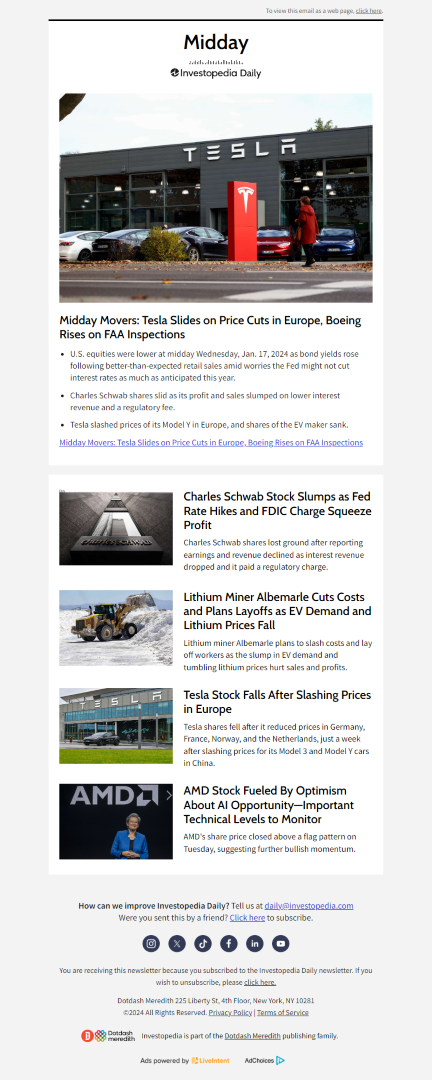 To view this email as a web page, click here.
Midday
Investopedia Daily
TESLA
Midday Movers: Tesla Slides on Price Cuts in Europe, Boeing
Rises on FAA Inspections
• U.S. equities were lower at midday Wednesday, Jan. 17, 2024 as bond yields rose
following better-than-expected retail sales amid worries the Fed might not cut
interest rates as much as anticipated this year.
• Charles Schwab shares slid as its profit and sales slumped on lower interest
revenue and a regulatory fee.
• Tesla slashed prices of its Model Y in Europe, and shares of the EV maker sank.
Midday Movers: Tesla Slides on Price Cuts in Europe, Boeing Rises on FAA Inspections
CHARLES SCHWAB
Charles Schwab Stock Slumps as Fed
Rate Hikes and FDIC Charge Squeeze
Profit
Charles Schwab shares lost ground after reporting
earnings and revenue declined as interest revenue
dropped and it paid a regulatory charge.
Lithium Miner Albemarle Cuts Costs
and Plans Layoffs as EV Demand and
Lithium Prices Fall
Lithium miner Albemarle plans to slash costs and lay
off workers as the slump in EV demand and
tumbling lithium prices hurt sales and profits.
TESLA
Tesla Stock Falls After Slashing Prices
in Europe
Tesla shares fell after it reduced prices in Germany,
France, Norway, and the Netherlands, just a week
after slashing prices for its Model 3 and Model Y cars
in China.
AMD
AMD Stock Fueled By Optimism
About AI Opportunity—Important
Technical Levels to Monitor
AMD's share price closed above a flag pattern on
Tuesday, suggesting further bullish momentum.
How can we improve Investopedia Daily? Tell us at daily@investopedia.com
Were you sent this by a friend? Click here to subscribe.
You are receiving this newsletter because you subscribed to the Investopedia Daily newsletter. If you
wish to unsubscribe, please click here.
Dotdash Meredith 225 Liberty St, 4th Floor, New York, NY 10281
©2024 All Rights Reserved. Privacy Policy | Terms of Service
Dotdash
meredith
Investopedia is part of the Dotdash Meredith publishing family.
Ads powered by LiveIntent AdChoices